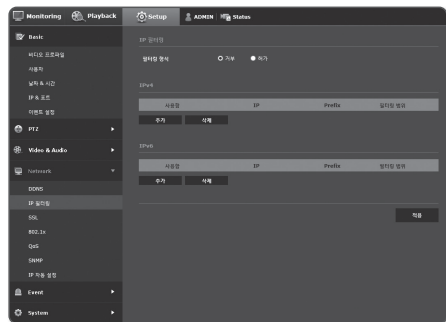 Monitoring Playback Setup ADMIN Status
Basic
비디오 프로파일
사용자
날짜 & 시간
IP & 포트
이벤트 설정
PTZ
Video & Audio
Network
DDNS
IP 필터링
SSL
802.1x
QoS
SNMP
IP 자동 설정
Event
System
IP 필터링
필터링 형식 거부 허가
IPv4
사용함 IP Prefix 필터링 범위
추가 삭제
IPv6
사용함 IP Prefix 필터링 범위
추가 삭제
적용